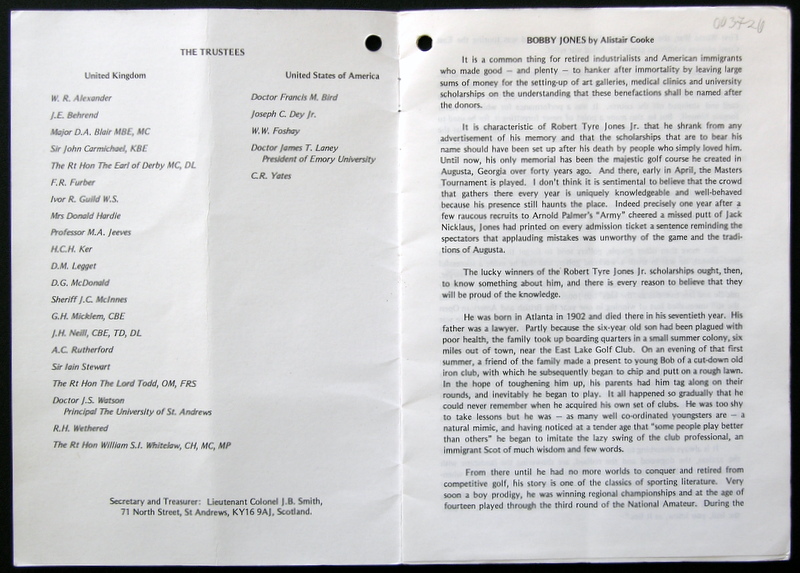 THE TRUSTEES
United Kingdom
W. R. Alexander
J.E. Behrend
Major D.A. Blair MBE, MC
Sir John Carmichael, KBE
The Rt Hon The Earl of Derby MC, DL
F.R. Furber
Ivor R. Guild W.S.
Mrs Donald Hardie
Professor M.A. Jeeves
H.C.H. Ker
D.M. Legget
D.G. McDonald
Sheriff J.C. McInnes
G.H. Micklem, CBE
J.H. Neill, CBE, TD, DL
A.C. Rutherford
Sir Iain Stewart
The Rt Hon The Lord Todd, OM, FRS
Doctor J.S. Watson
Principal The University of St. Andrews
R.H. Wethered
The Rt Hon William S.I. Whitelaw, CH, MC, MP
United States of America
Doctor Francis M. Bird
Joseph C. Dey Jr.
W.W. Foshay
Doctor James T. Laney
President of Emory University
C.R. Yates
Secretary and Treasurer: Lieutenant Colonel J.B. Smith,
71 North Street, St Andrews, KY16 9AJ, Scotland.
BOBBY JONES by Alistair Cooke
It is a common thing for retired industrialists and American immigrants
who made good — and plenty — to hanker after immortality by leaving large
sums of money for the setting-up of art galleries, medical clinics and university
scholarships on the understanding that these benefactions shall be named after
the donors.
It is characteristic of Robert Tyre Jones Jr. that he shrank from any
advertisement of his memory and that the scholarships that are to bear his
name should have been set up after his death by people who simply loved him.
Until now, his only memorial has been the majestic golf course he created in
Augusta, Georgia over forty years ago. And there, early in April, the Masters
Tournament is played. I don't think it is sentimental to believe that the crowd
that gathers there every year is uniquely knowledgeable and well-behaved
because his presence still haunts the place. Indeed precisely one year after a
few raucous recruits to Arnold Palmer's "Army" cheered a missed putt of Jack
Nicklaus, Jones had printed on every admission ticket a sentence reminding the
spectators that applauding mistakes was unworthy of the game and the tradi-
tions of Augusta.
The lucky winners of the Robert Tyre Jones Jr. scholarships ought, then,
to know something about him, and there is every reason to believe that they
will be proud of the knowledge.
He was born in Atlanta in 1902 and died there in his seventieth year. His
father was a lawyer. Partly because the six-year old son had been plagued with
poor health, the family took up boarding quarters in a small summer colony, six
miles out of town, near the East Lake Golf Club. On an evening of that first
summer, a friend of the family made a present to young Bob of a cut-down old
iron club, with which he subsequently began to chip and putt on a rough lawn.
In the hope of toughening him up, his parents had him tag along on their
rounds, and inevitably he began to play. It all happened so gradually that he
could never remember when he acquired his own set of clubs. He was too shy
to take lessons but he was — as many well co-ordinated youngsters are — a
natural mimic, and having noticed at a tender age that "some people play better
than others" he began to imitate the lazy swing of the club professional, an
immigrant Scot of much wisdom and few words.
From there until he had no more worlds to conquer and retired from
competitive golf, his story is one of the classics of sporting literature. Very
soon a boy prodigy, he was winning regional championships and at the age of
fourteen played through the third round of the National Amateur. During the